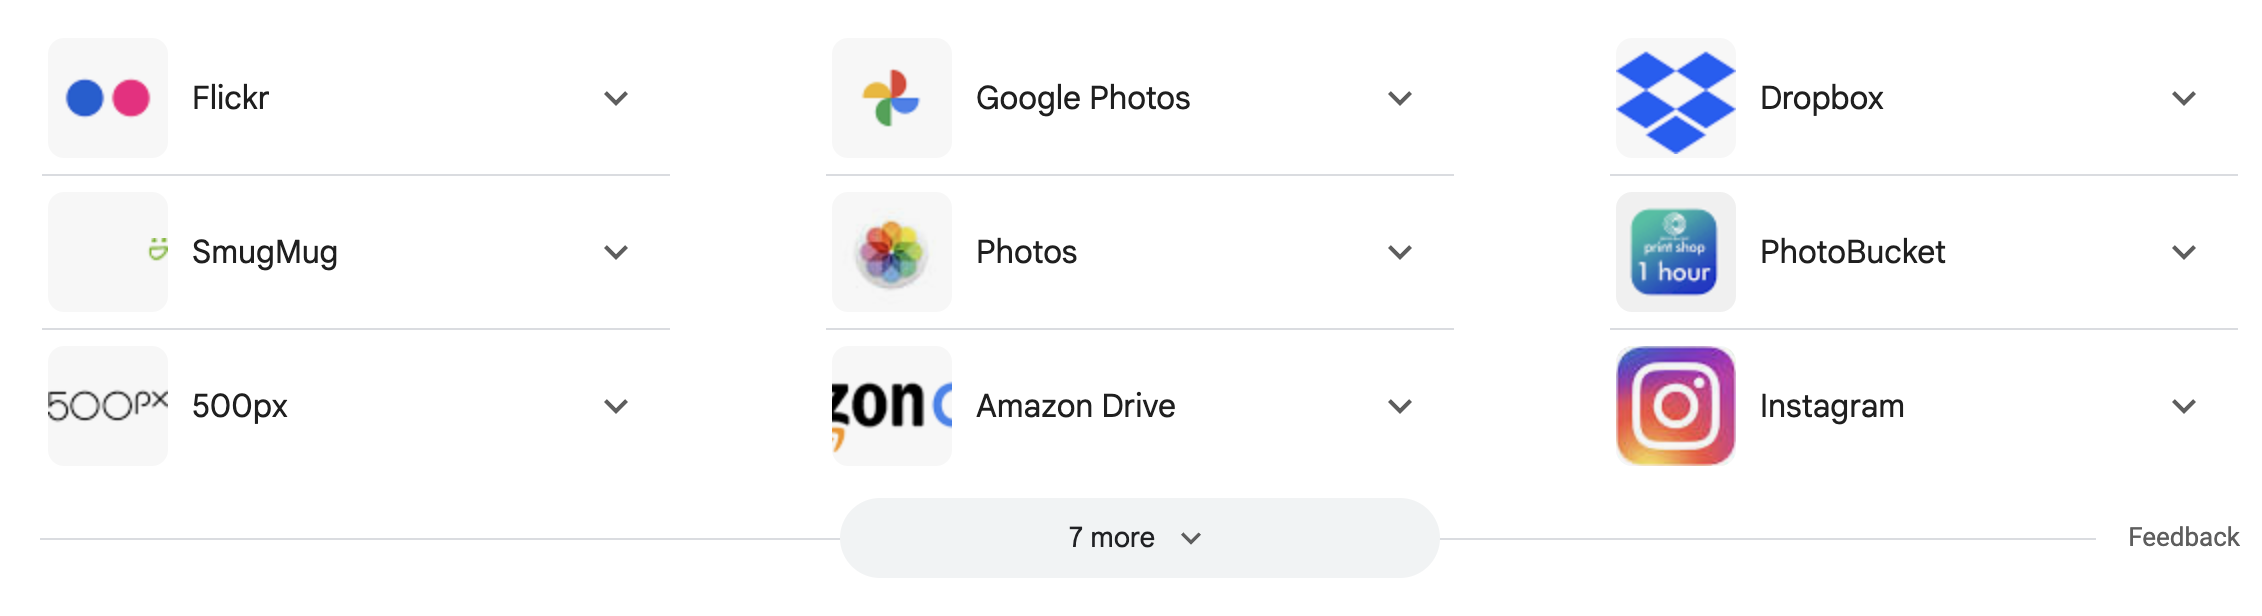 Flickr
Google Photos
Dropbox
SmugMug
Photos
print shop
1 hour
PhotoBucket
500px
500px
zon
Amazon Drive
Instagram
7 more
Feedback